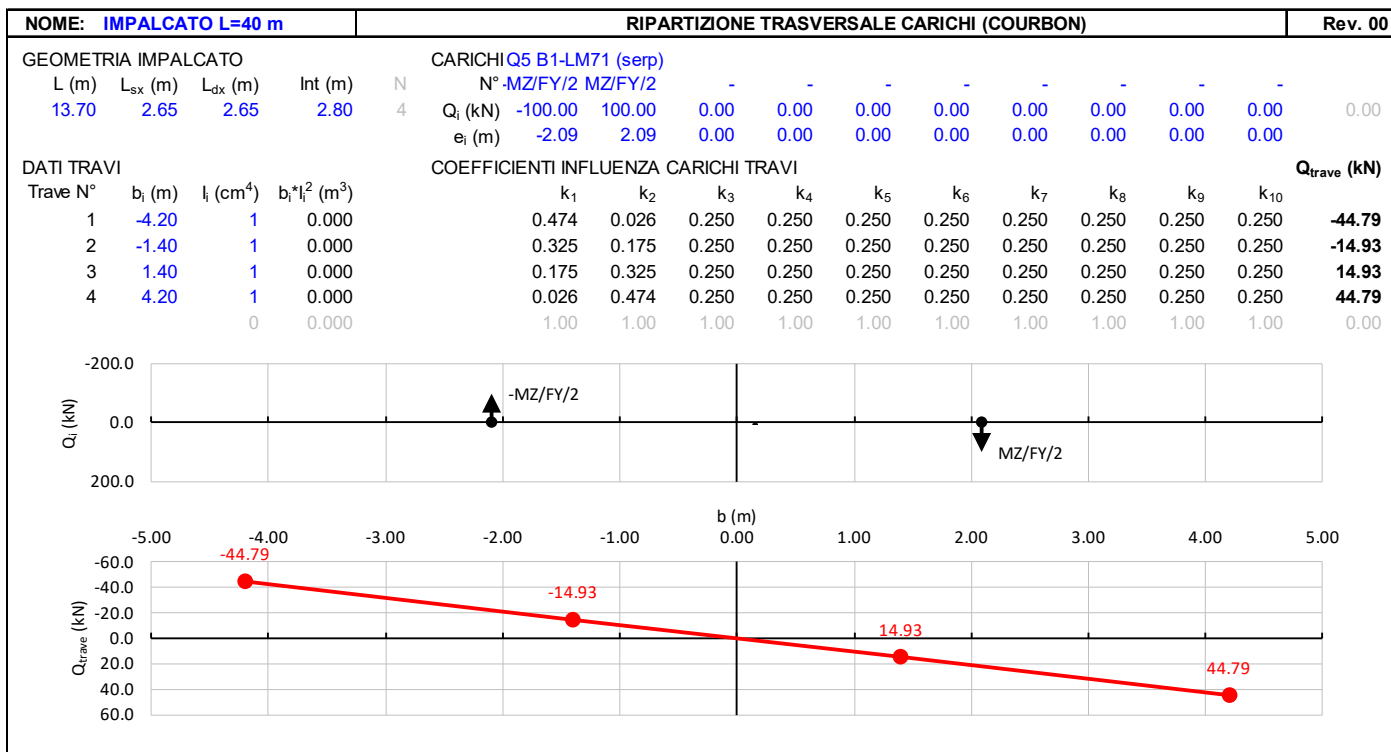 NOME: IMPALCATO L=40 m RIPARTIZIONE TRASVERSALE CARICHI (COURBON) Rev. 00
GEOMETRIA IMPALCATO CARICHI Q5 B1-LM71 (serp)
L (m) Lsx (m) Ldx (m) Int (m) N N° -MZ/FY/2 MZ/FY/2 - - - - - - - -
13.70 2.65 2.65 2.80 4 Qi (kN) -100.00 100.00 0.00 0.00 0.00 0.00 0.00 0.00 0.00 0.00 0.00
ei (m) -2.09 2.09 0.00 0.00 0.00 0.00 0.00 0.00 0.00 0.00
DATI TRAVI COEFFICIENTI INFLUENZA CARICHI TRAVI Qtrave (kN)
Trave N° bi (m) Ii (cm4) bi*Ii2 (m3) k1 k2 k3 k4 k5 k6 k7 k8 k9 k10
1 -4.20 1 0.000 0.474 0.026 0.250 0.250 0.250 0.250 0.250 0.250 0.250 0.250 -44.79
2 -1.40 1 0.000 0.325 0.175 0.250 0.250 0.250 0.250 0.250 0.250 0.250 0.250 -14.93
3 1.40 1 0.000 0.175 0.325 0.250 0.250 0.250 0.250 0.250 0.250 0.250 0.250 14.93
4 4.20 1 0.000 0.026 0.474 0.250 0.250 0.250 0.250 0.250 0.250 0.250 0.250 44.79
0 0.000 1.00 1.00 1.00 1.00 1.00 1.00 1.00 1.00 1.00 1.00 0.00
-200.0
-MZ/FY/2
0.0
-
Qi (kN)
MZ/FY/2
200.0
b (m)
-5.00 -4.00 -3.00 -2.00 -1.00 0.00 1.00 2.00 3.00 4.00 5.00
-44.79
-60.0
-40.0
-14.93
-20.0
14.93
0.0
Qtrave (kN)
44.79
20.0
40.0
60.0